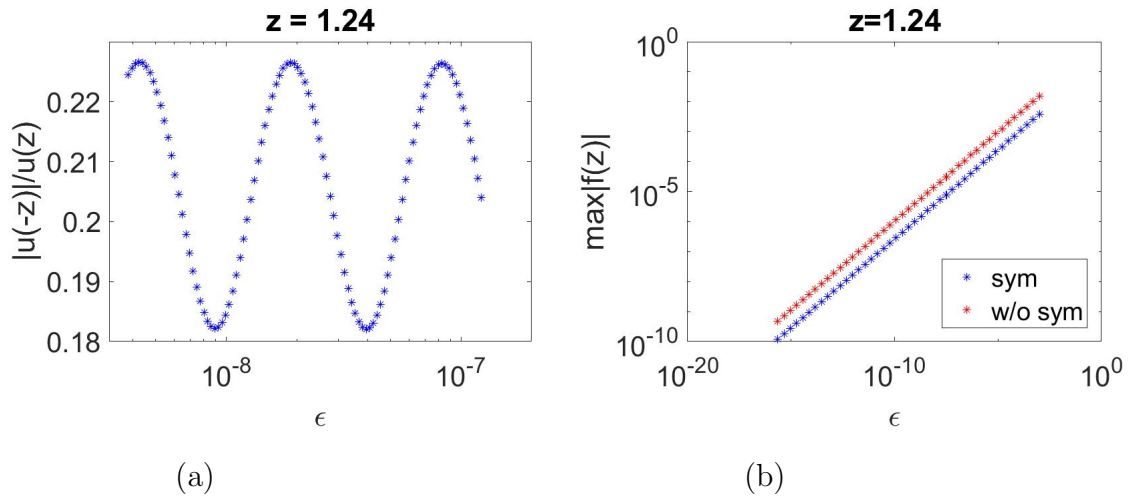 z = 1.24
|u(-z)|/u(z)
0.22
0.21
0.2
0.19
0.18
10^-8
10^-7
ϵ
(a)
z=1.24
max|f(z)|
10^0
10^-5
10^-10
sym
w/o sym
10^-20
10^-10
10^0
ϵ
(b)